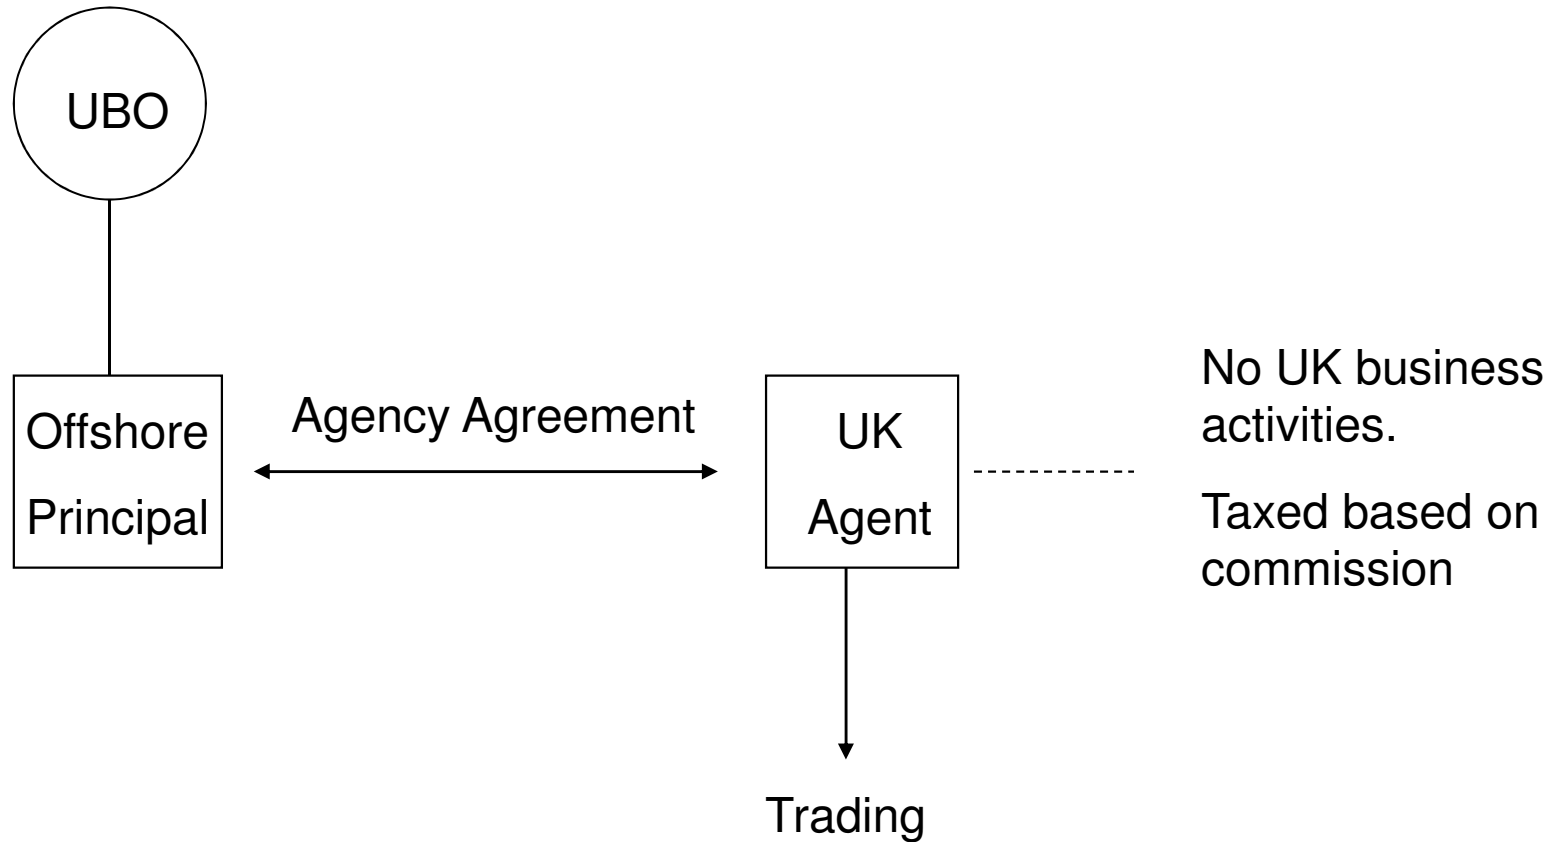 UBO
Offshore
Principal
Agency Agreement
UK
Agent
No UK business
activities.
Taxed based on
commission
Trading